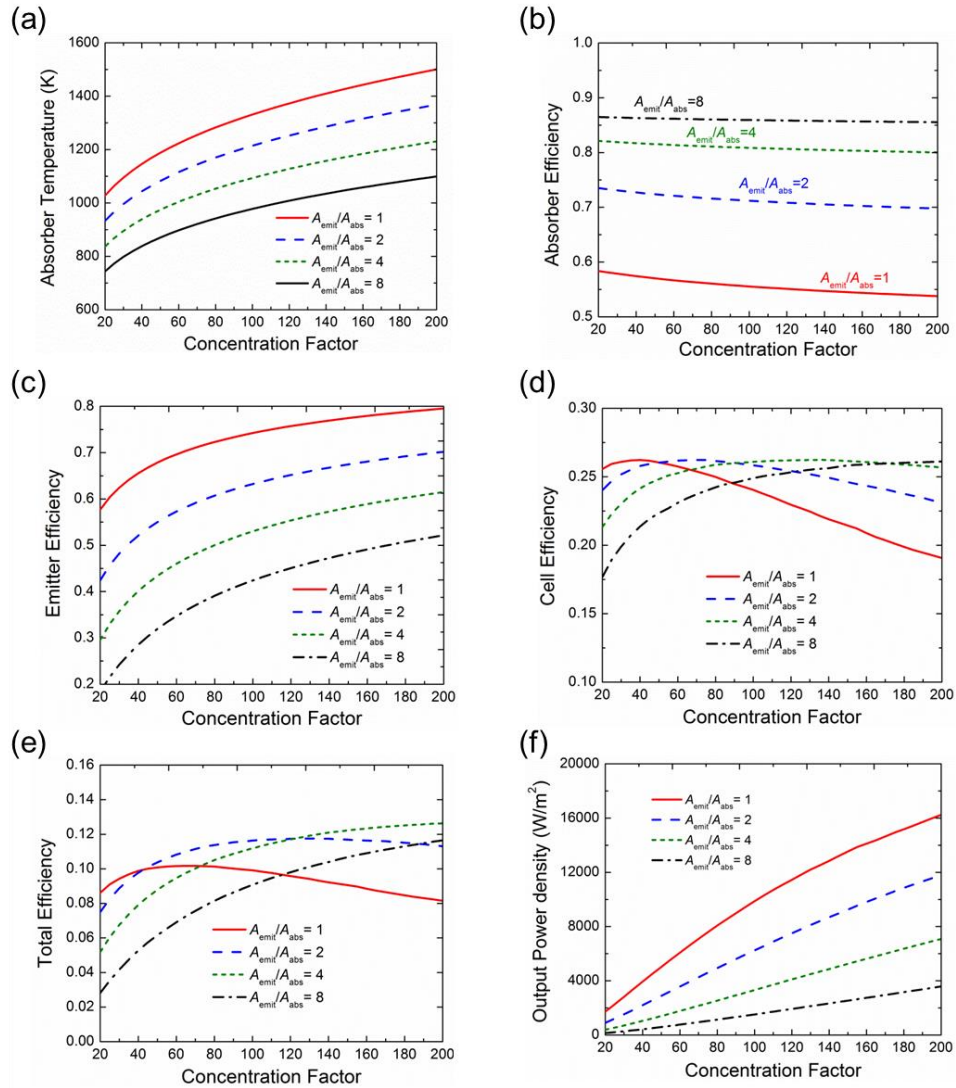 (a)
1600
1400
1200
1000
800
600
Absorber Temperature (K)
A_emit/A_abs = 1
A_emit/A_abs = 2
A_emit/A_abs = 4
A_emit/A_abs = 8
20 40 60 80 100 120 140 160 180 200
Concentration Factor
(b)
1.0
0.9
0.8
0.7
0.6
0.5
Absorber Efficiency
A_emit/A_abs=8
A_emit/A_abs=4
A_emit/A_abs=2
A_emit/A_abs=1
20 40 60 80 100 120 140 160 180 200
Concentration Factor
(c)
0.8
0.7
0.6
0.5
0.4
0.3
0.2
Emitter Efficiency
A_emit/A_abs = 1
A_emit/A_abs = 2
A_emit/A_abs = 4
A_emit/A_abs = 8
20 40 60 80 100 120 140 160 180 200
Concentration Factor
(d)
0.30
0.25
0.20
0.15
0.10
Cell Efficiency
A_emit/A_abs = 1
A_emit/A_abs = 2
A_emit/A_abs = 4
A_emit/A_abs = 8
20 40 60 80 100 120 140 160 180 200
Concentration Factor
(e)
0.16
0.14
0.12
0.10
0.08
0.06
0.04
0.02
0.00
Total Efficiency
A_emit/A_abs = 1
A_emit/A_abs = 2
A_emit/A_abs = 4
A_emit/A_abs = 8
20 40 60 80 100 120 140 160 180 200
Concentration Factor
(f)
20000
16000
12000
8000
4000
0
Output Power density (W/m²)
A_emit/A_abs = 1
A_emit/A_abs = 2
A_emit/A_abs = 4
A_emit/A_abs = 8
20 40 60 80 100 120 140 160 180 200
Concentration Factor